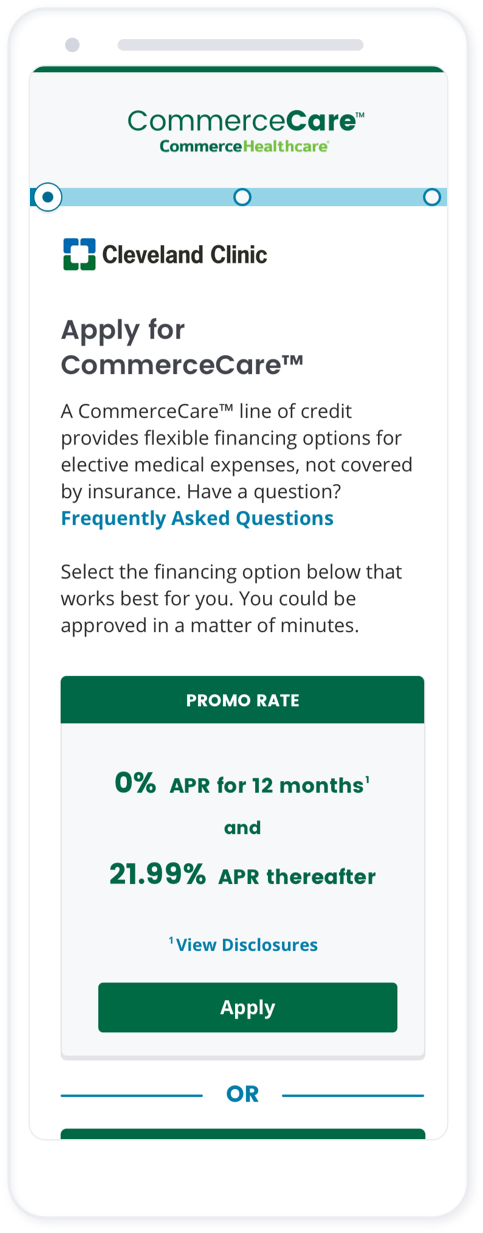 CommerceCare™
CommerceHealthcare®
Cleveland Clinic
Apply for
CommerceCare™
A CommerceCare™ line of credit
provides flexible financing options for
elective medical expenses, not covered
by insurance. Have a question?
Frequently Asked Questions
Select the financing option below that
works best for you. You could be
approved in a matter of minutes.
PROMO RATE
0% APR for 12 months¹
and
21.99% APR thereafter
¹ View Disclosures
Apply
OR